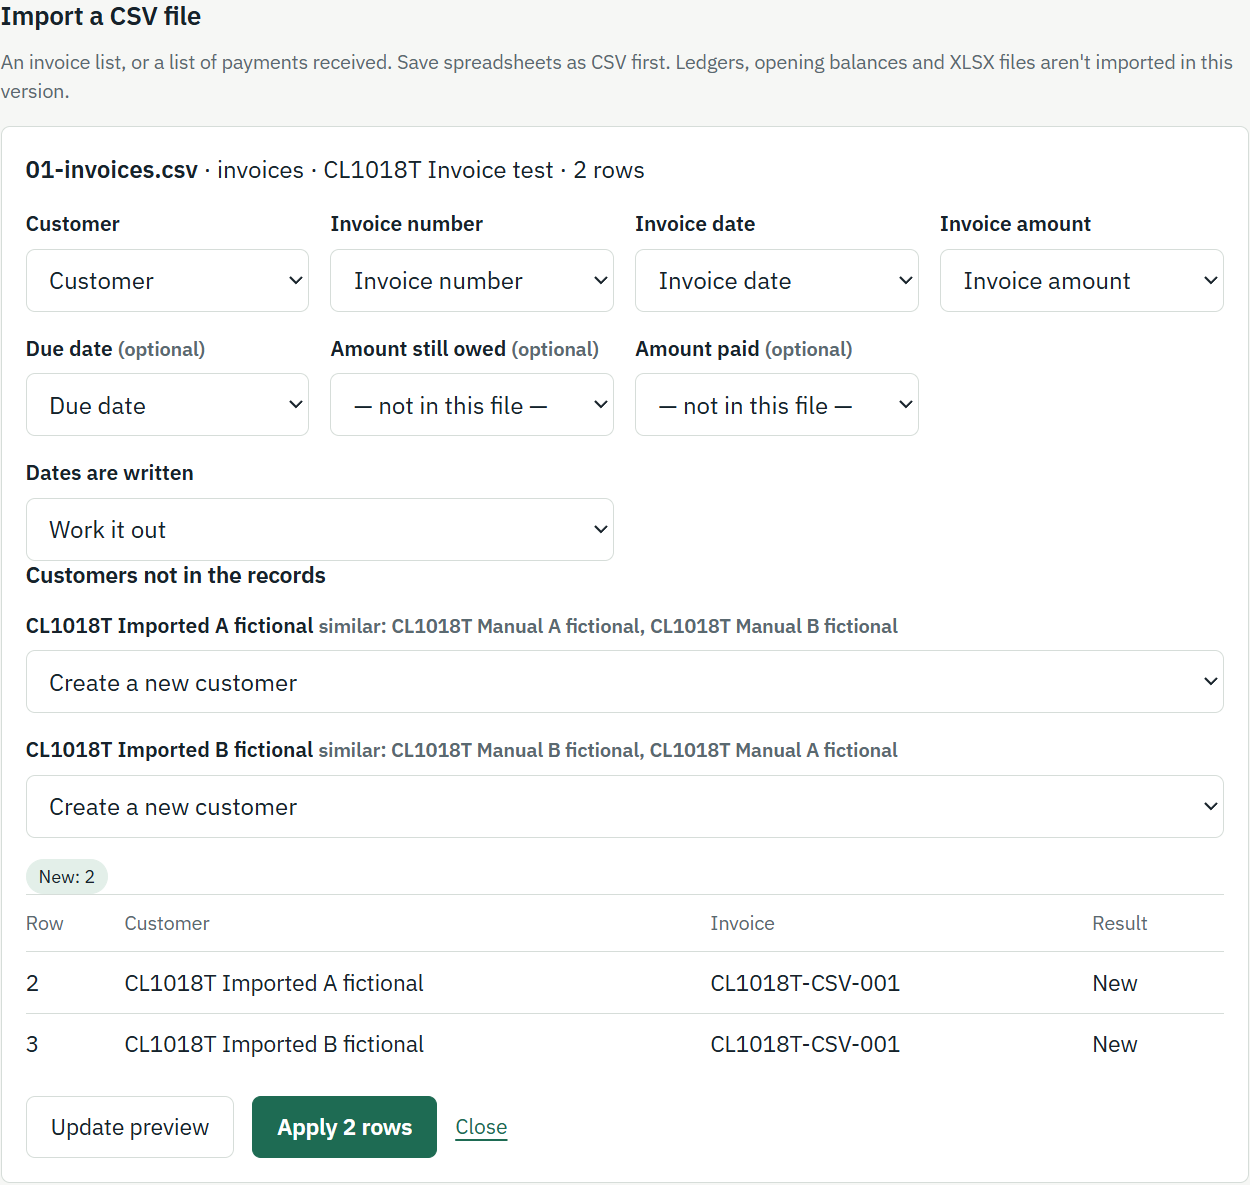 Import a CSV file
An invoice list, or a list of payments received. Save spreadsheets as CSV first. Ledgers, opening balances and XLSX files aren't imported in this
version.
01-invoices.csv · invoices · CL1018T Invoice test · 2 rows
Customer Invoice number Invoice date Invoice amount
Customer Invoice number Invoice date Invoice amount
Due date (optional) Amount still owed (optional) Amount paid (optional)
Due date — not in this file — — not in this file —
Dates are written
Work it out
Customers not in the records
CL1018T Imported A fictional similar: CL1018T Manual A fictional, CL1018T Manual B fictional
Create a new customer
CL1018T Imported B fictional similar: CL1018T Manual B fictional, CL1018T Manual A fictional
Create a new customer
New: 2
Row Customer Invoice Result
2 CL1018T Imported A fictional CL1018T-CSV-001 New
3 CL1018T Imported B fictional CL1018T-CSV-001 New
Update preview Apply 2 rows Close